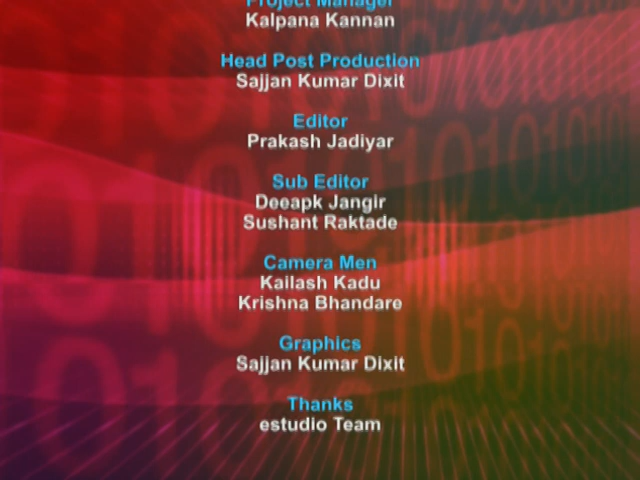 Project Manager
Kalpana Kannan
Head Post Production
Sajjan Kumar Dixit
Editor
Prakash Jadiyar
Sub Editor
Deeapk Jangir
Sushant Raktade
Camera Men
Kailash Kadu
Krishna Bhandare
Graphics
Sajjan Kumar Dixit
Thanks
estudio Team